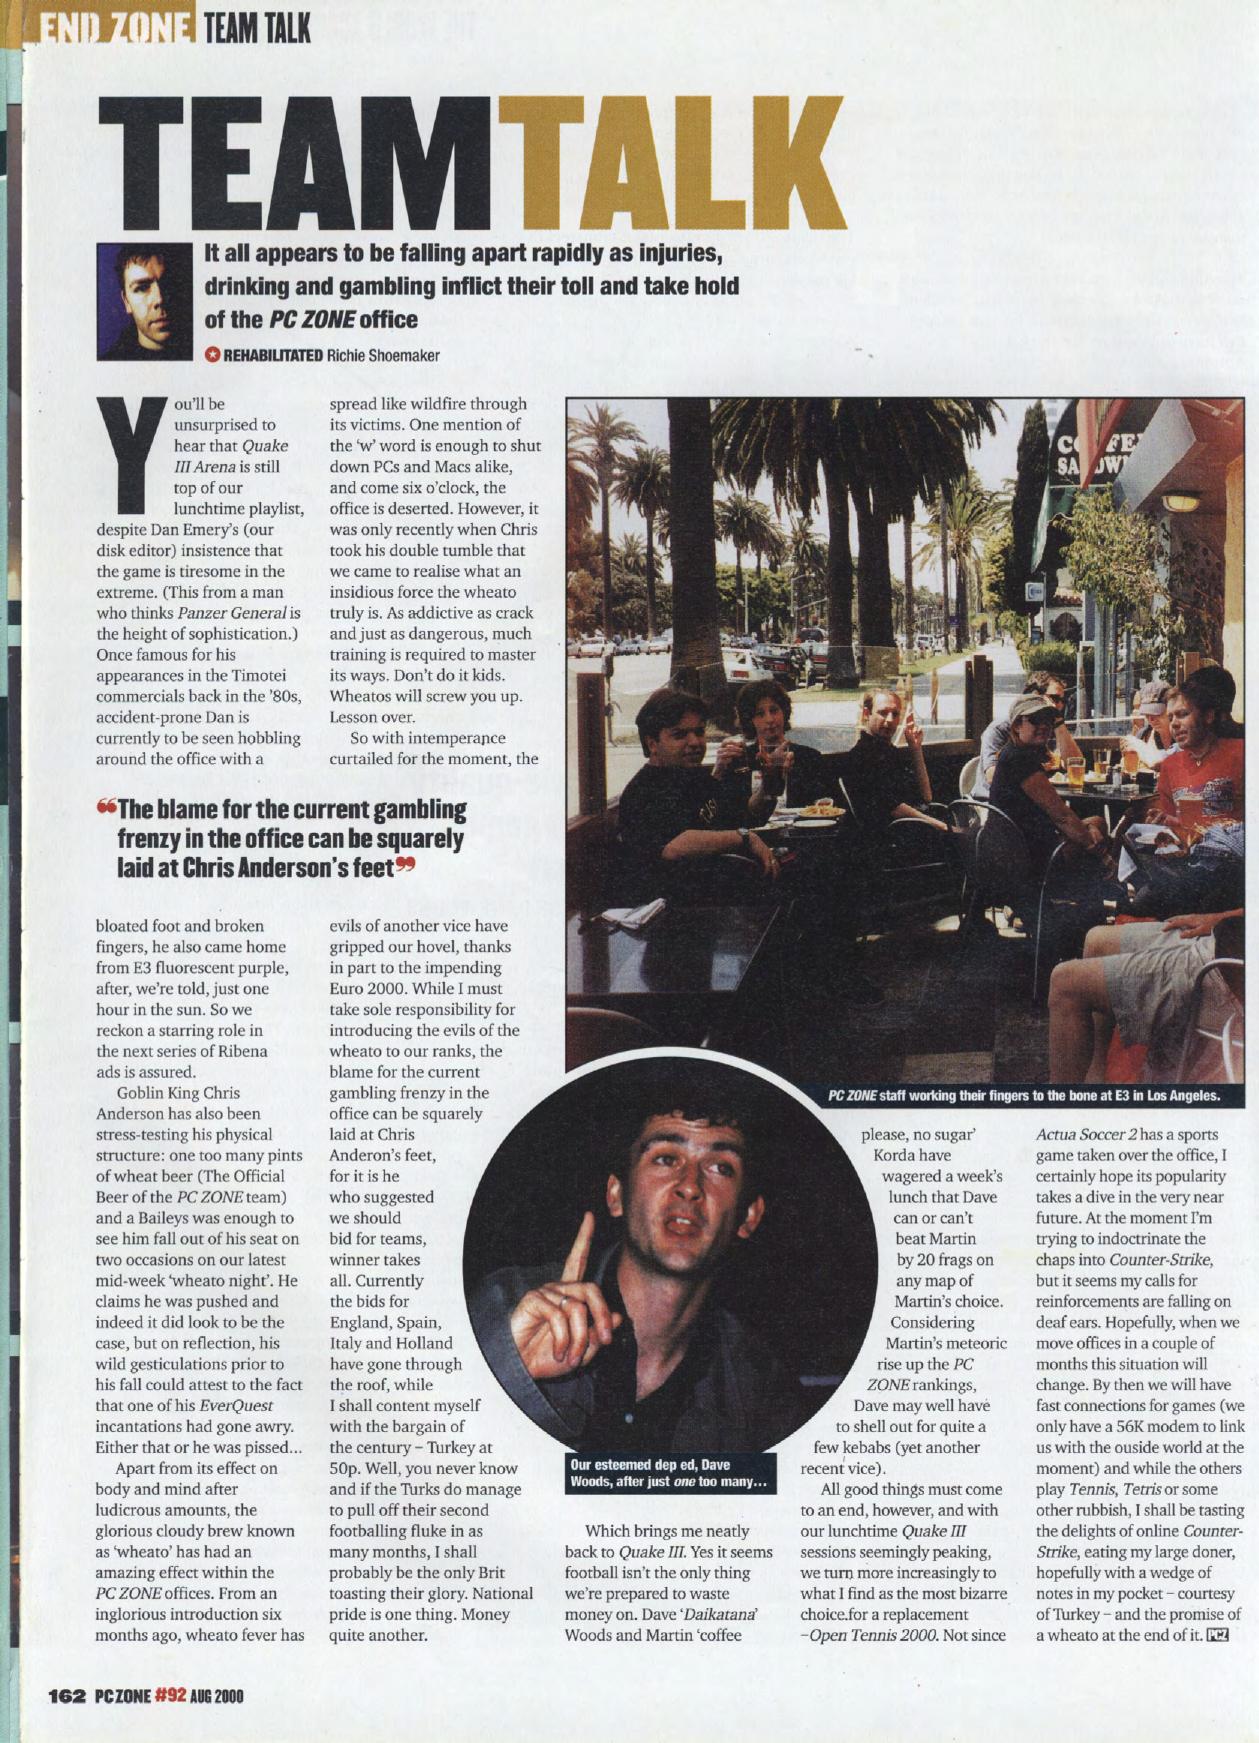 END ZONE TEAM TALK
TEAMTALK
It all appears to be falling apart rapidly as injuries,
drinking and gambling inflict their toll and take hold
of the PC ZONE office
REHABILITATED Richie Shoemaker
You'll be
unsurprised to
hear that Quake
III Arena is still
top of our
lunchtime playlist,
despite Dan Emery's (our
disk editor) insistence that
the game is tiresome in the
extreme. (This from a man
who thinks Panzer General is
the height of sophistication.)
Once famous for his
appearances in the Timotei
commercials back in the '80s,
accident-prone Dan is
currently to be seen hobbling
around the office with a
bloated foot and broken
fingers, he also came home
from E3 fluorescent purple,
after, we're told, just one
hour in the sun. So we
reckon a starring role in
the next series of Ribena
ads is assured.
Goblin King Chris
Anderson has also been
stress-testing his physical
structure: one too many pints
of wheat beer (The Official
Beer of the PC ZONE team)
and a Baileys was enough to
see him fall out of his seat on
two occasions on our latest
mid-week 'wheato night'. He
claims he was pushed and
indeed it did look to be the
case, but on reflection, his
wild gesticulations prior to
his fall could attest to the fact
that one of his EverQuest
incantations had gone awry.
Either that or he was pissed...
Apart from its effect on
body and mind after
ludicrous amounts, the
glorious cloudy brew known
as 'wheato' has had an
amazing effect within the
PC ZONE offices. From an
inglorious introduction six
months ago, wheato fever has
spread like wildfire through
its victims. One mention of
the 'w' word is enough to shut
down PCs and Macs alike,
and come six o'clock, the
office is deserted. However, it
was only recently when Chris
took his double tumble that
we came to realise what an
insidious force the wheato
truly is. As addictive as crack
and just as dangerous, much
training is required to master
its ways. Don't do it kids.
Wheatos will screw you up.
Lesson over.
So with intemperance
curtailed for the moment, the
“The blame for the current gambling
frenzy in the office can be squarely
laid at Chris Anderson's feet”
evils of another vice have
gripped our hovel, thanks
in part to the impending
Euro 2000. While I must
take sole responsibility for
introducing the evils of the
wheato to our ranks, the
blame for the current
gambling frenzy in the
office can be squarely
laid at Chris
Anderon's feet,
for it is he
who suggested
we should
bid for teams,
winner takes
all. Currently
the bids for
England, Spain,
Italy and Holland
have gone through
the roof, while
I shall content myself
with the bargain of
the century – Turkey at
50p. Well, you never know
and if the Turks do manage
to pull off their second
footballing fluke in as
many months, I shall
probably be the only Brit
toasting their glory. National
pride is one thing. Money
quite another.
COFFEE
SANDW
PC ZONE staff working their fingers to the bone at E3 in Los Angeles.
Our esteemed dep ed, Dave
Woods, after just one too many...
Which brings me neatly
back to Quake III. Yes it seems
football isn't the only thing
we're prepared to waste
money on. Dave 'Daikatana'
Woods and Martin 'coffee
please, no sugar'
Korda have
wagered a week's
lunch that Dave
can or can't
beat Martin
by 20 frags on
any map of
Martin's choice.
Considering
Martin's meteoric
rise up the PC
ZONE rankings,
Dave may well have
to shell out for quite a
few kebabs (yet another
recent vice).
All good things must come
to an end, however, and with
our lunchtime Quake III
sessions seemingly peaking,
we turn more increasingly to
what I find as the most bizarre
choice.for a replacement
–Open Tennis 2000. Not since
Actua Soccer 2 has a sports
game taken over the office, I
certainly hope its popularity
takes a dive in the very near
future. At the moment I'm
trying to indoctrinate the
chaps into Counter-Strike,
but it seems my calls for
reinforcements are falling on
deaf ears. Hopefully, when we
move offices in a couple of
months this situation will
change. By then we will have
fast connections for games (we
only have a 56K modem to link
us with the ouside world at the
moment) and while the others
play Tennis, Tetris or some
other rubbish, I shall be tasting
the delights of online Counter-
Strike, eating my large doner,
hopefully with a wedge of
notes in my pocket – courtesy
of Turkey – and the promise of
a wheato at the end of it. PCZ
162 PCZONE #92 AUG 2000